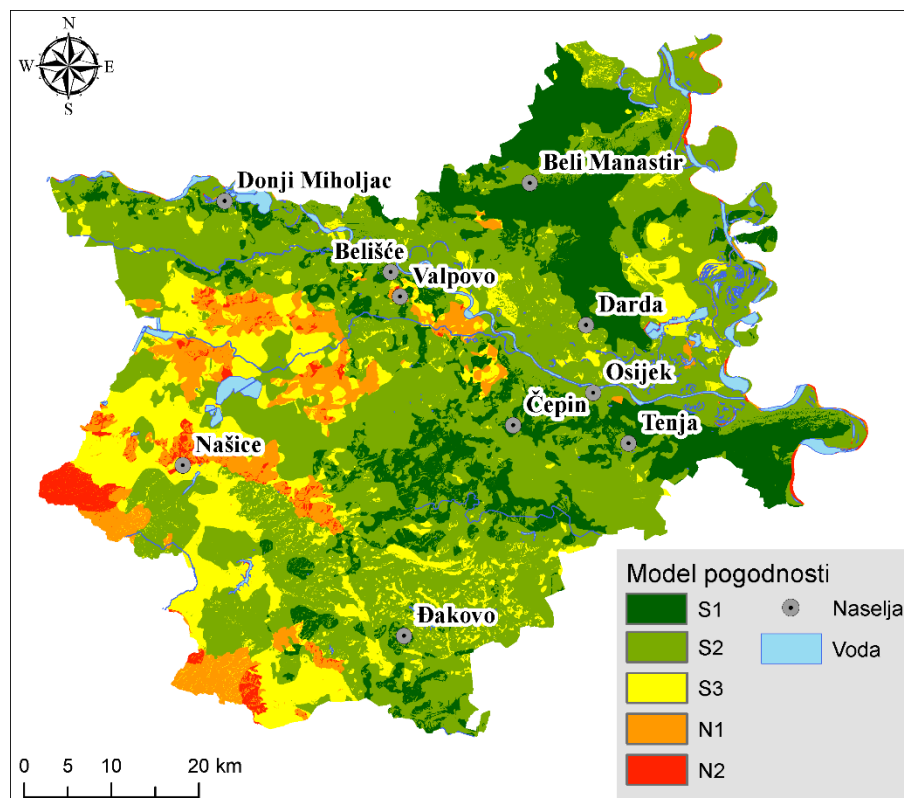 N
W E
S
Beli Manastir
Donji Miholjac
Belišće
Valpovo
Darda
Osijek
Čepin
Tenja
Našice
Đakovo
Model pogodnosti
S1
S2
S3
N1
N2
Naselja
Voda
0 5 10 20 km